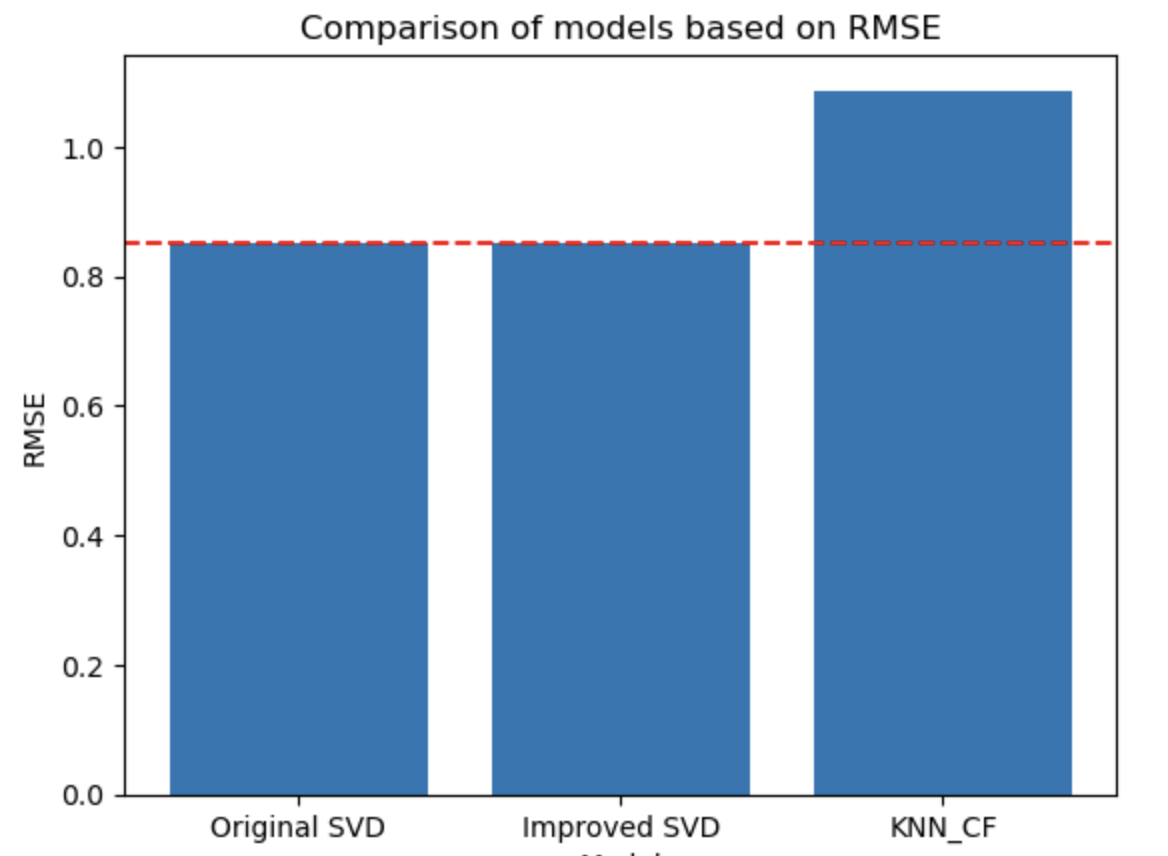 Comparison of models based on RMSE
1.0
0.8
0.6
0.4
0.2
0.0
RMSE
Original SVD Improved SVD KNN_CF